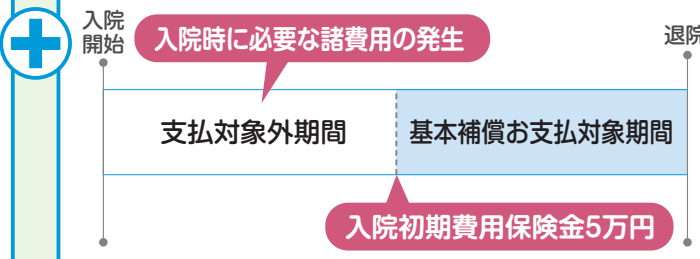 入院
開始
入院時に必要な諸費用の発生
退院
支払対象外期間
基本補償お支払対象期間
入院初期費用保険金5万円